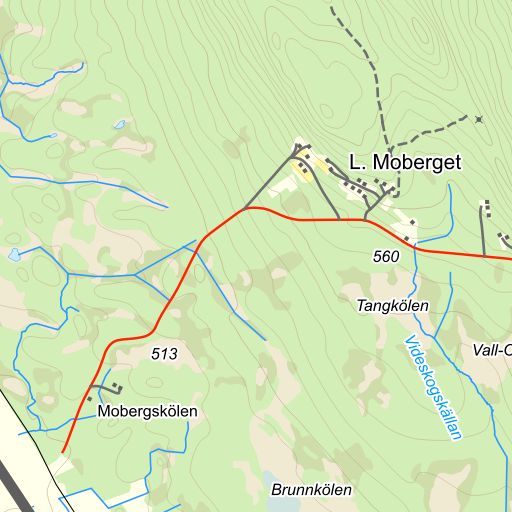 L. Moberget
560
Tangkölen
Videskogskällan
Vall-
513
Mobergskölen
Brunnkölen